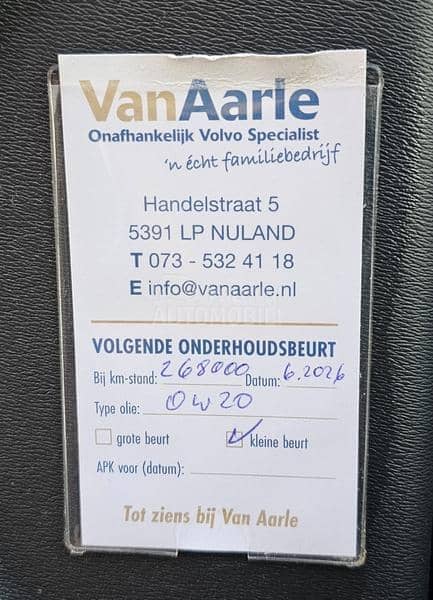 VanAarle
Onafhankelijk Volvo Specialist
'n écht familiebedrijf
Handelstraat 5
5391 LP NULAND
T 073 - 532 41 18
E info@vanaarle.nl
AUTOMOBILI
VOLGENDE ONDERHOUDSBEURT
Bij km-stand: 268000 Datum: 6.2026
Type olie: 0W20
grote beurt kleine beurt
APK voor (datum):
Tot ziens bij Van Aarle